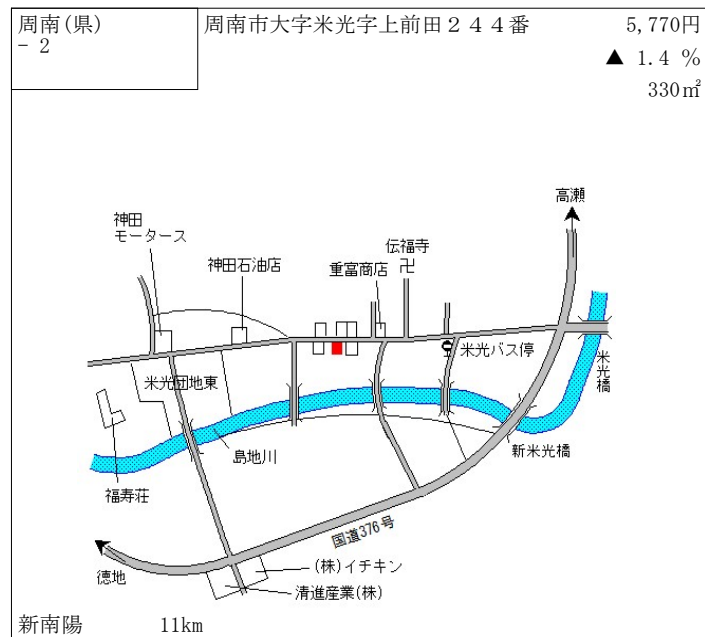 周南(県)
- 2
周南市大字米光字上前田２４４番
5,770円
▲ 1.4 %
330㎡
高瀬
神田
モータース
伝福寺
卍
神田石油店
重富商店
米光バス停
米光団地東
米光橋
島地川
新米光橋
福寿荘
国道376号
徳地
(株)イチキン
清進産業(株)
新南陽 11km